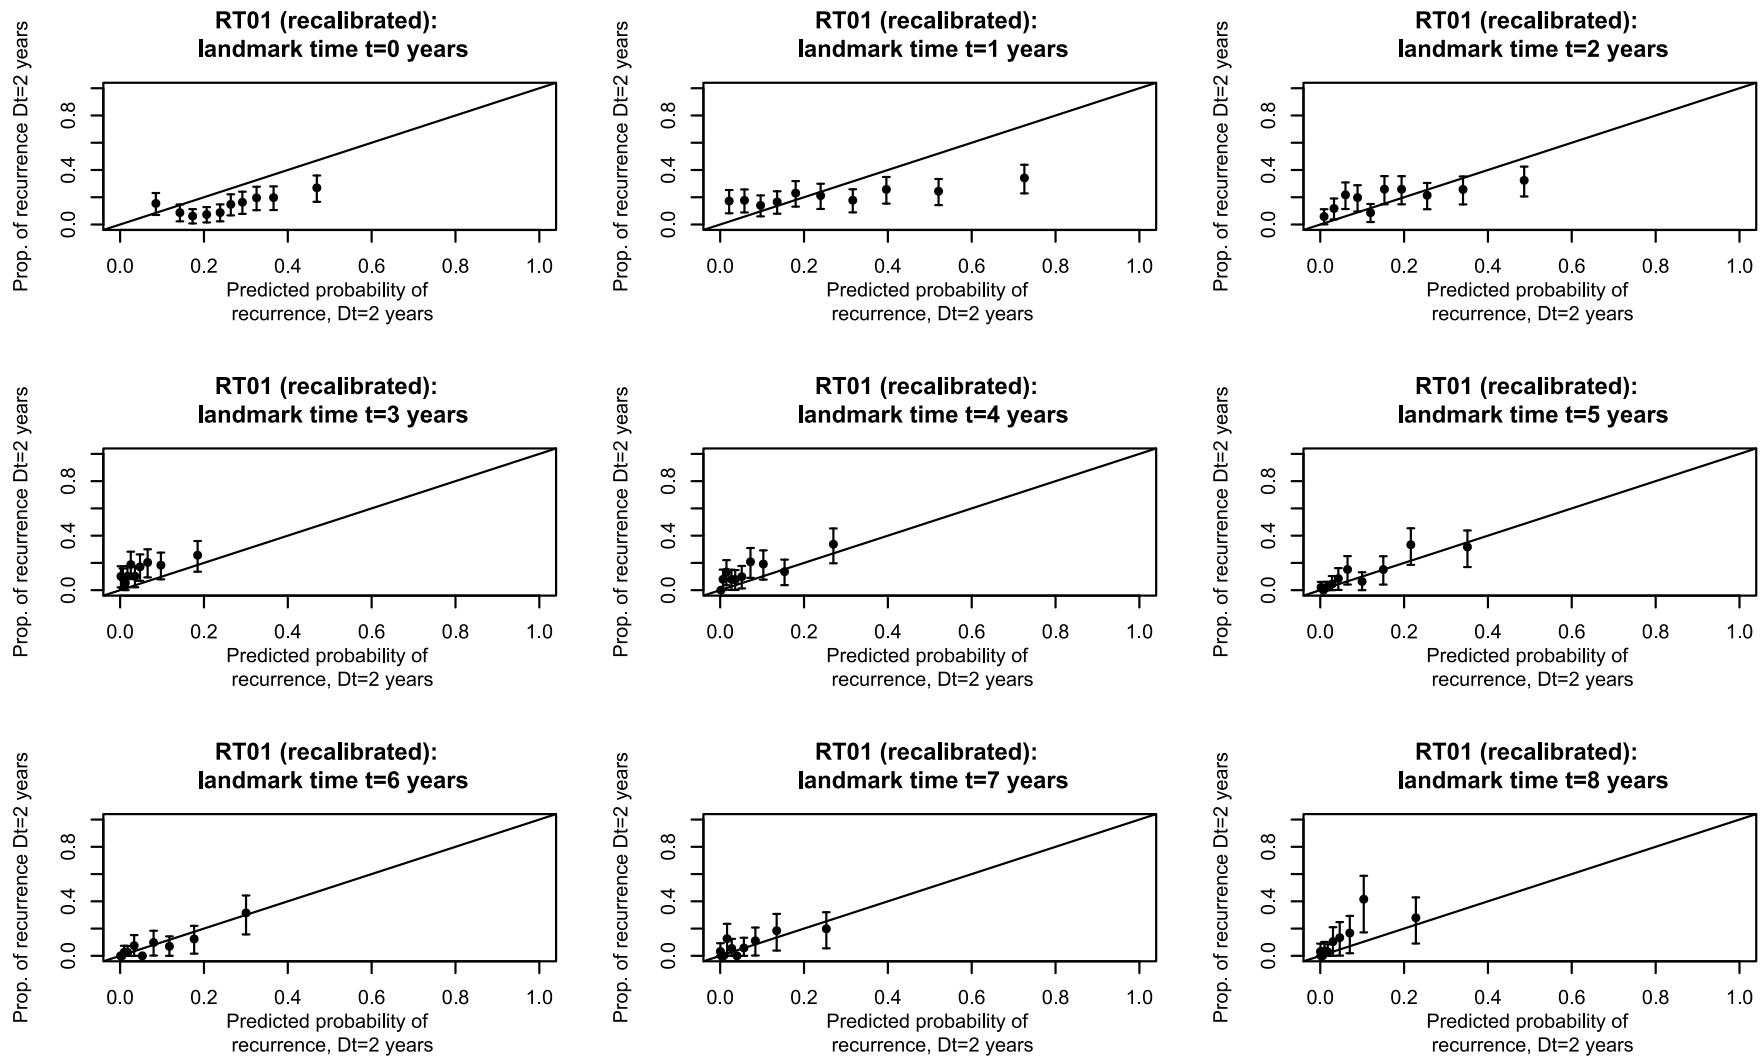 RT01 (recalibrated):
landmark time t=0 years
Prop. of recurrence Dt=2 years
0.0 0.4 0.8
0.0 0.2 0.4 0.6 0.8 1.0
Predicted probability of
recurrence, Dt=2 years
RT01 (recalibrated):
landmark time t=1 years
Prop. of recurrence Dt=2 years
0.0 0.4 0.8
0.0 0.2 0.4 0.6 0.8 1.0
Predicted probability of
recurrence, Dt=2 years
RT01 (recalibrated):
landmark time t=2 years
Prop. of recurrence Dt=2 years
0.0 0.4 0.8
0.0 0.2 0.4 0.6 0.8 1.0
Predicted probability of
recurrence, Dt=2 years
RT01 (recalibrated):
landmark time t=3 years
Prop. of recurrence Dt=2 years
0.0 0.4 0.8
0.0 0.2 0.4 0.6 0.8 1.0
Predicted probability of
recurrence, Dt=2 years
RT01 (recalibrated):
landmark time t=4 years
Prop. of recurrence Dt=2 years
0.0 0.4 0.8
0.0 0.2 0.4 0.6 0.8 1.0
Predicted probability of
recurrence, Dt=2 years
RT01 (recalibrated):
landmark time t=5 years
Prop. of recurrence Dt=2 years
0.0 0.4 0.8
0.0 0.2 0.4 0.6 0.8 1.0
Predicted probability of
recurrence, Dt=2 years
RT01 (recalibrated):
landmark time t=6 years
Prop. of recurrence Dt=2 years
0.0 0.4 0.8
0.0 0.2 0.4 0.6 0.8 1.0
Predicted probability of
recurrence, Dt=2 years
RT01 (recalibrated):
landmark time t=7 years
Prop. of recurrence Dt=2 years
0.0 0.4 0.8
0.0 0.2 0.4 0.6 0.8 1.0
Predicted probability of
recurrence, Dt=2 years
RT01 (recalibrated):
landmark time t=8 years
Prop. of recurrence Dt=2 years
0.0 0.4 0.8
0.0 0.2 0.4 0.6 0.8 1.0
Predicted probability of
recurrence, Dt=2 years